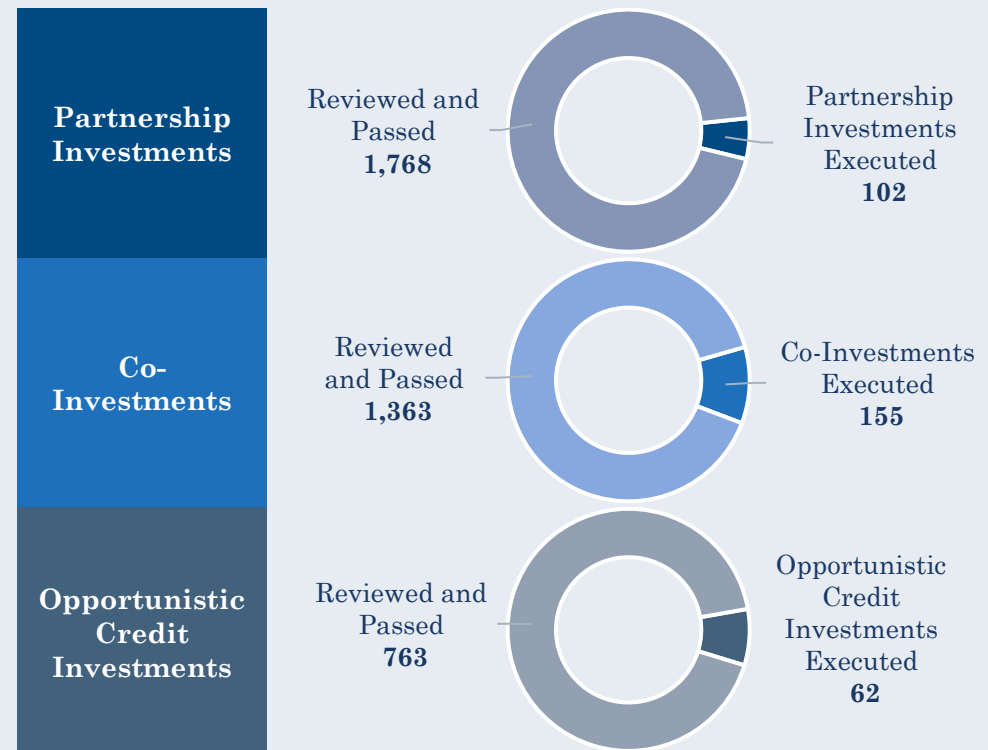 Partnership
Investments
Reviewed and
Passed
1,768
Partnership
Investments
Executed
102
Co-
Investments
Reviewed
and Passed
1,363
Co-Investments
Executed
155
Opportunistic
Credit
Investments
Reviewed and
Passed
763
Opportunistic
Credit
Investments
Executed
62